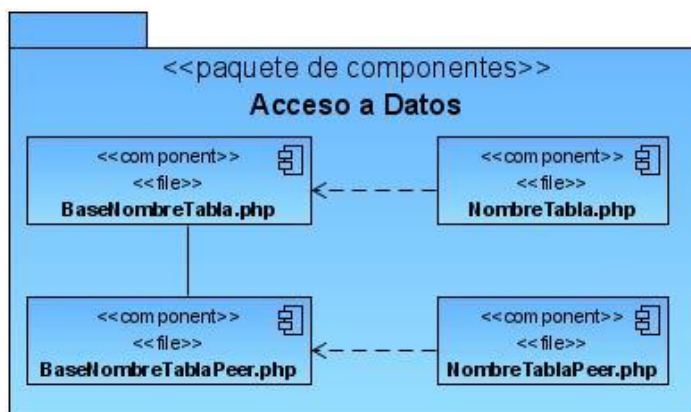 <<paquete de componentes>>
Acceso a Datos
<<component>>
<<file>>
BaseNombreTabla.php
<<component>>
<<file>>
NombreTabla.php
<<component>>
<<file>>
BaseNombreTablaPeer.php
<<component>>
<<file>>
NombreTablaPeer.php